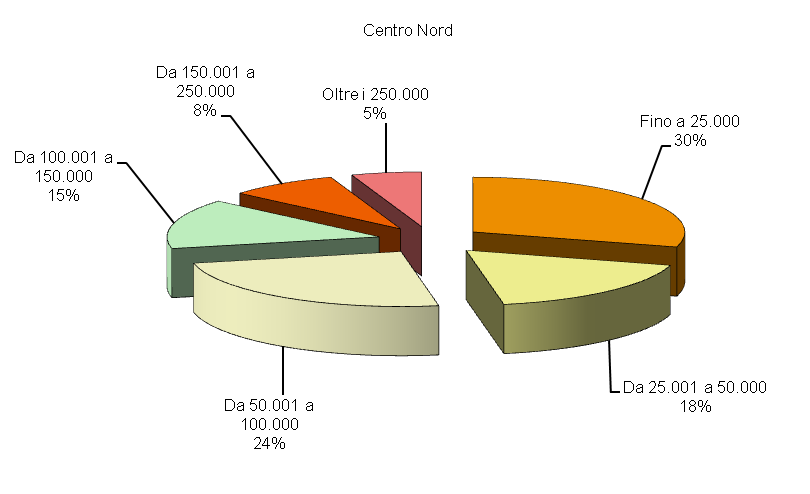 Centro Nord
Da 150.001 a
250.000
8%
Oltre i 250.000
5%
Fino a 25.000
30%
Da 100.001 a
150.000
15%
Da 25.001 a 50.000
18%
Da 50.001 a
100.000
24%